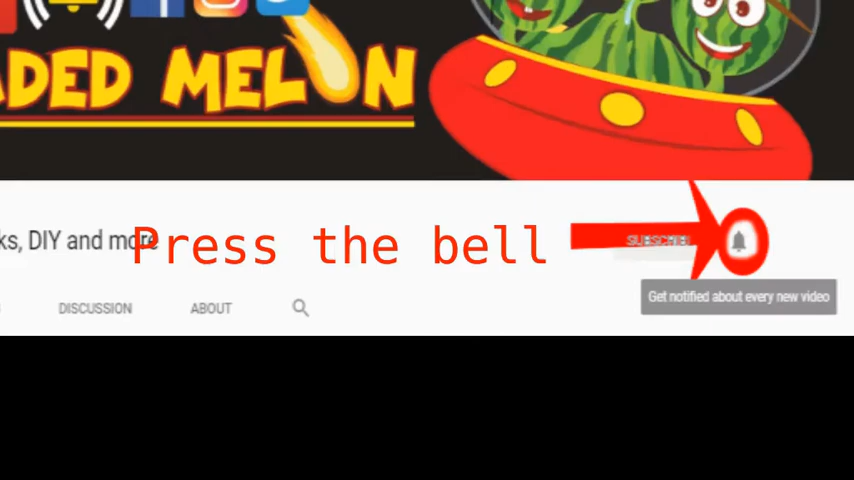 ADED MELON
ks, DIY and more
Press the bell
SUBSCRIBE
DISCUSSION
ABOUT
Get notified about every new video